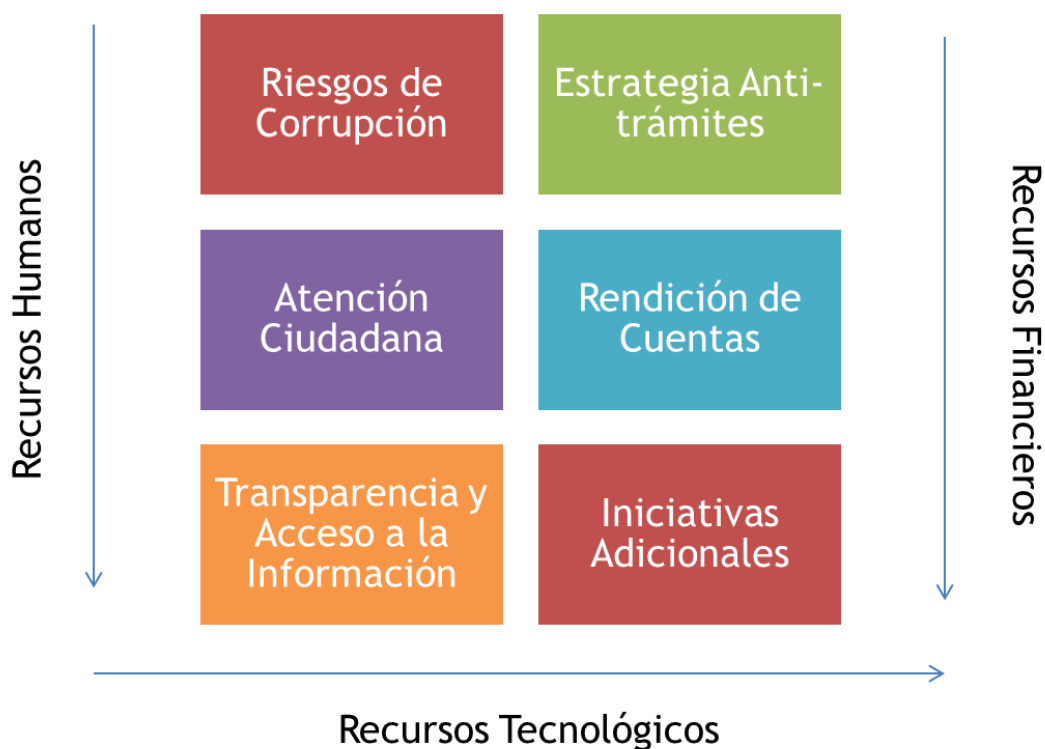 Riesgos de
Corrupción
Estrategia Anti-
trámites
Atención
Ciudadana
Rendición de
Cuentas
Transparencia y
Acceso a la
Información
Iniciativas
Adicionales
Recursos Humanos
Recursos Financieros
Recursos Tecnológicos